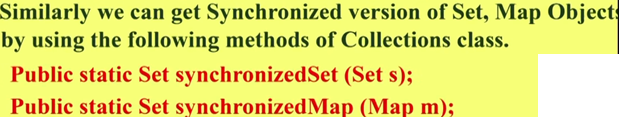 Similarly we can get Synchronized version of Set, Map Objects
by using the following methods of Collections class.
Public static Set synchronizedSet (Set s);
Public static Set synchronizedMap (Map m);